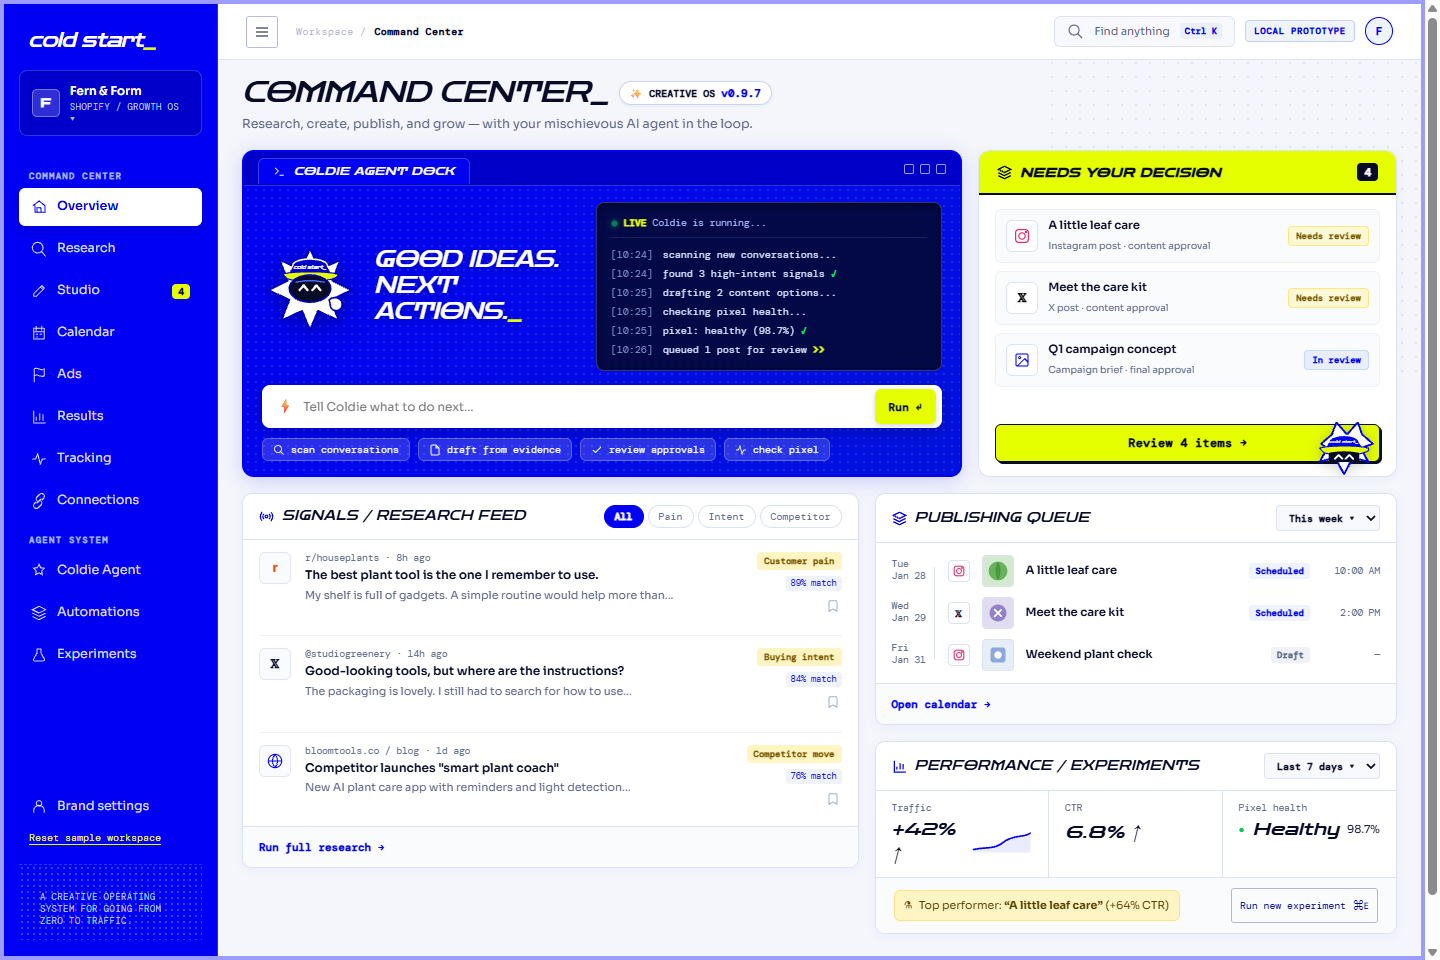 cold start_
F
Fern & Form
SHOPIFY / GROWTH OS
▾
COMMAND CENTER
Overview
Research
Studio
4
Calendar
Ads
Results
Tracking
Connections
AGENT SYSTEM
Coldie Agent
Automations
Experiments
Brand settings
Reset sample workspace
A CREATIVE OPERATING
SYSTEM FOR GOING FROM
ZERO TO TRAFFIC.
Workspace / Command Center
Find anything Ctrl K
LOCAL PROTOTYPE
F
COMMAND CENTER_
CREATIVE OS v0.9.7
Research, create, publish, and grow — with your mischievous AI agent in the loop.
COLDIE AGENT DOCK
cold start_
GOOD IDEAS.
NEXT
ACTIONS._
LIVE Coldie is running...
[10:24] scanning new conversations...
[10:24] found 3 high-intent signals ✓
[10:25] drafting 2 content options...
[10:25] checking pixel health...
[10:25] pixel: healthy (98.7%) ✓
[10:26] queued 1 post for review >>
Tell Coldie what to do next...
Run ↲
scan conversations
draft from evidence
review approvals
check pixel
NEEDS YOUR DECISION
4
A little leaf care
Instagram post · content approval
Needs review
X
Meet the care kit
X post · content approval
Needs review
Q1 campaign concept
Campaign brief · final approval
In review
Review 4 items →
cold start_
SIGNALS / RESEARCH FEED
All
Pain
Intent
Competitor
r
r/houseplants · 8h ago
The best plant tool is the one I remember to use.
My shelf is full of gadgets. A simple routine would help more than...
Customer pain
89% match
X
@studiogreenery · 14h ago
Good-looking tools, but where are the instructions?
The packaging is lovely. I still had to search for how to use...
Buying intent
84% match
bloomtools.co / blog · 1d ago
Competitor launches "smart plant coach"
New AI plant care app with reminders and light detection...
Competitor move
76% match
Run full research →
PUBLISHING QUEUE
This week ▾
Tue
Jan 28
A little leaf care
Scheduled
10:00 AM
Wed
Jan 29
X
Meet the care kit
Scheduled
2:00 PM
Fri
Jan 31
Weekend plant check
Draft
—
Open calendar →
PERFORMANCE / EXPERIMENTS
Last 7 days ▾
Traffic
+42%
↑
CTR
6.8% ↑
Pixel health
Healthy 98.7%
Top performer: “A little leaf care” (+64% CTR)
Run new experiment ⌘E